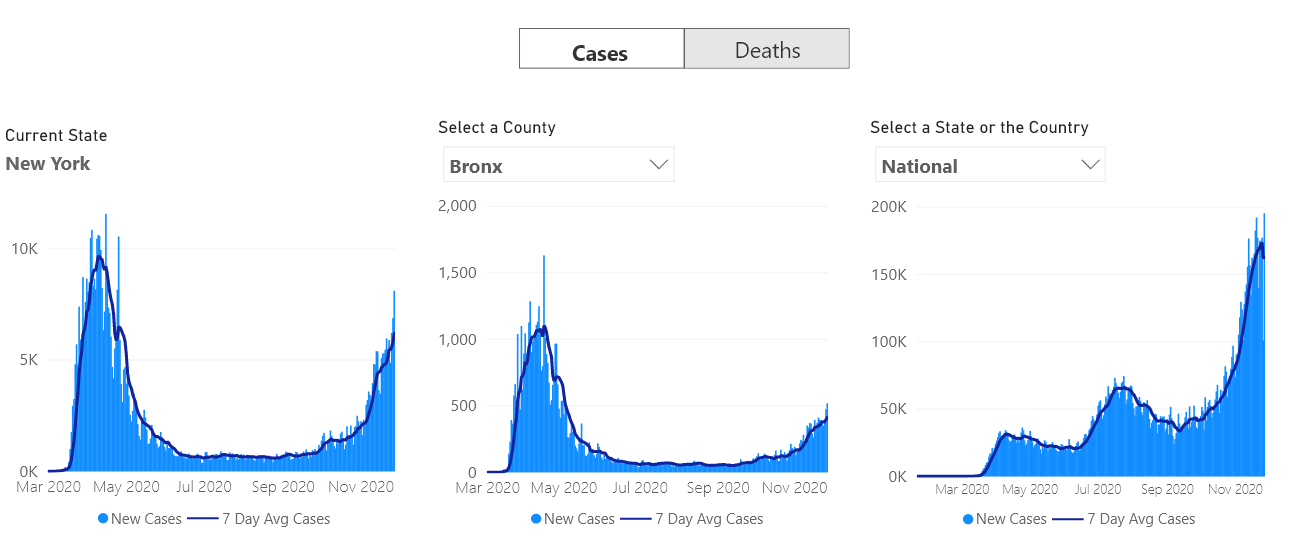 Cases Deaths
Current State
New York
10K
5K
0K
Mar 2020 May 2020 Jul 2020 Sep 2020 Nov 2020
New Cases 7 Day Avg Cases
Select a County
Bronx
2,000
1,500
1,000
500
0
Mar 2020 May 2020 Jul 2020 Sep 2020 Nov 2020
New Cases 7 Day Avg Cases
Select a State or the Country
National
200K
150K
100K
50K
0K
Mar 2020 May 2020 Jul 2020 Sep 2020 Nov 2020
New Cases 7 Day Avg Cases